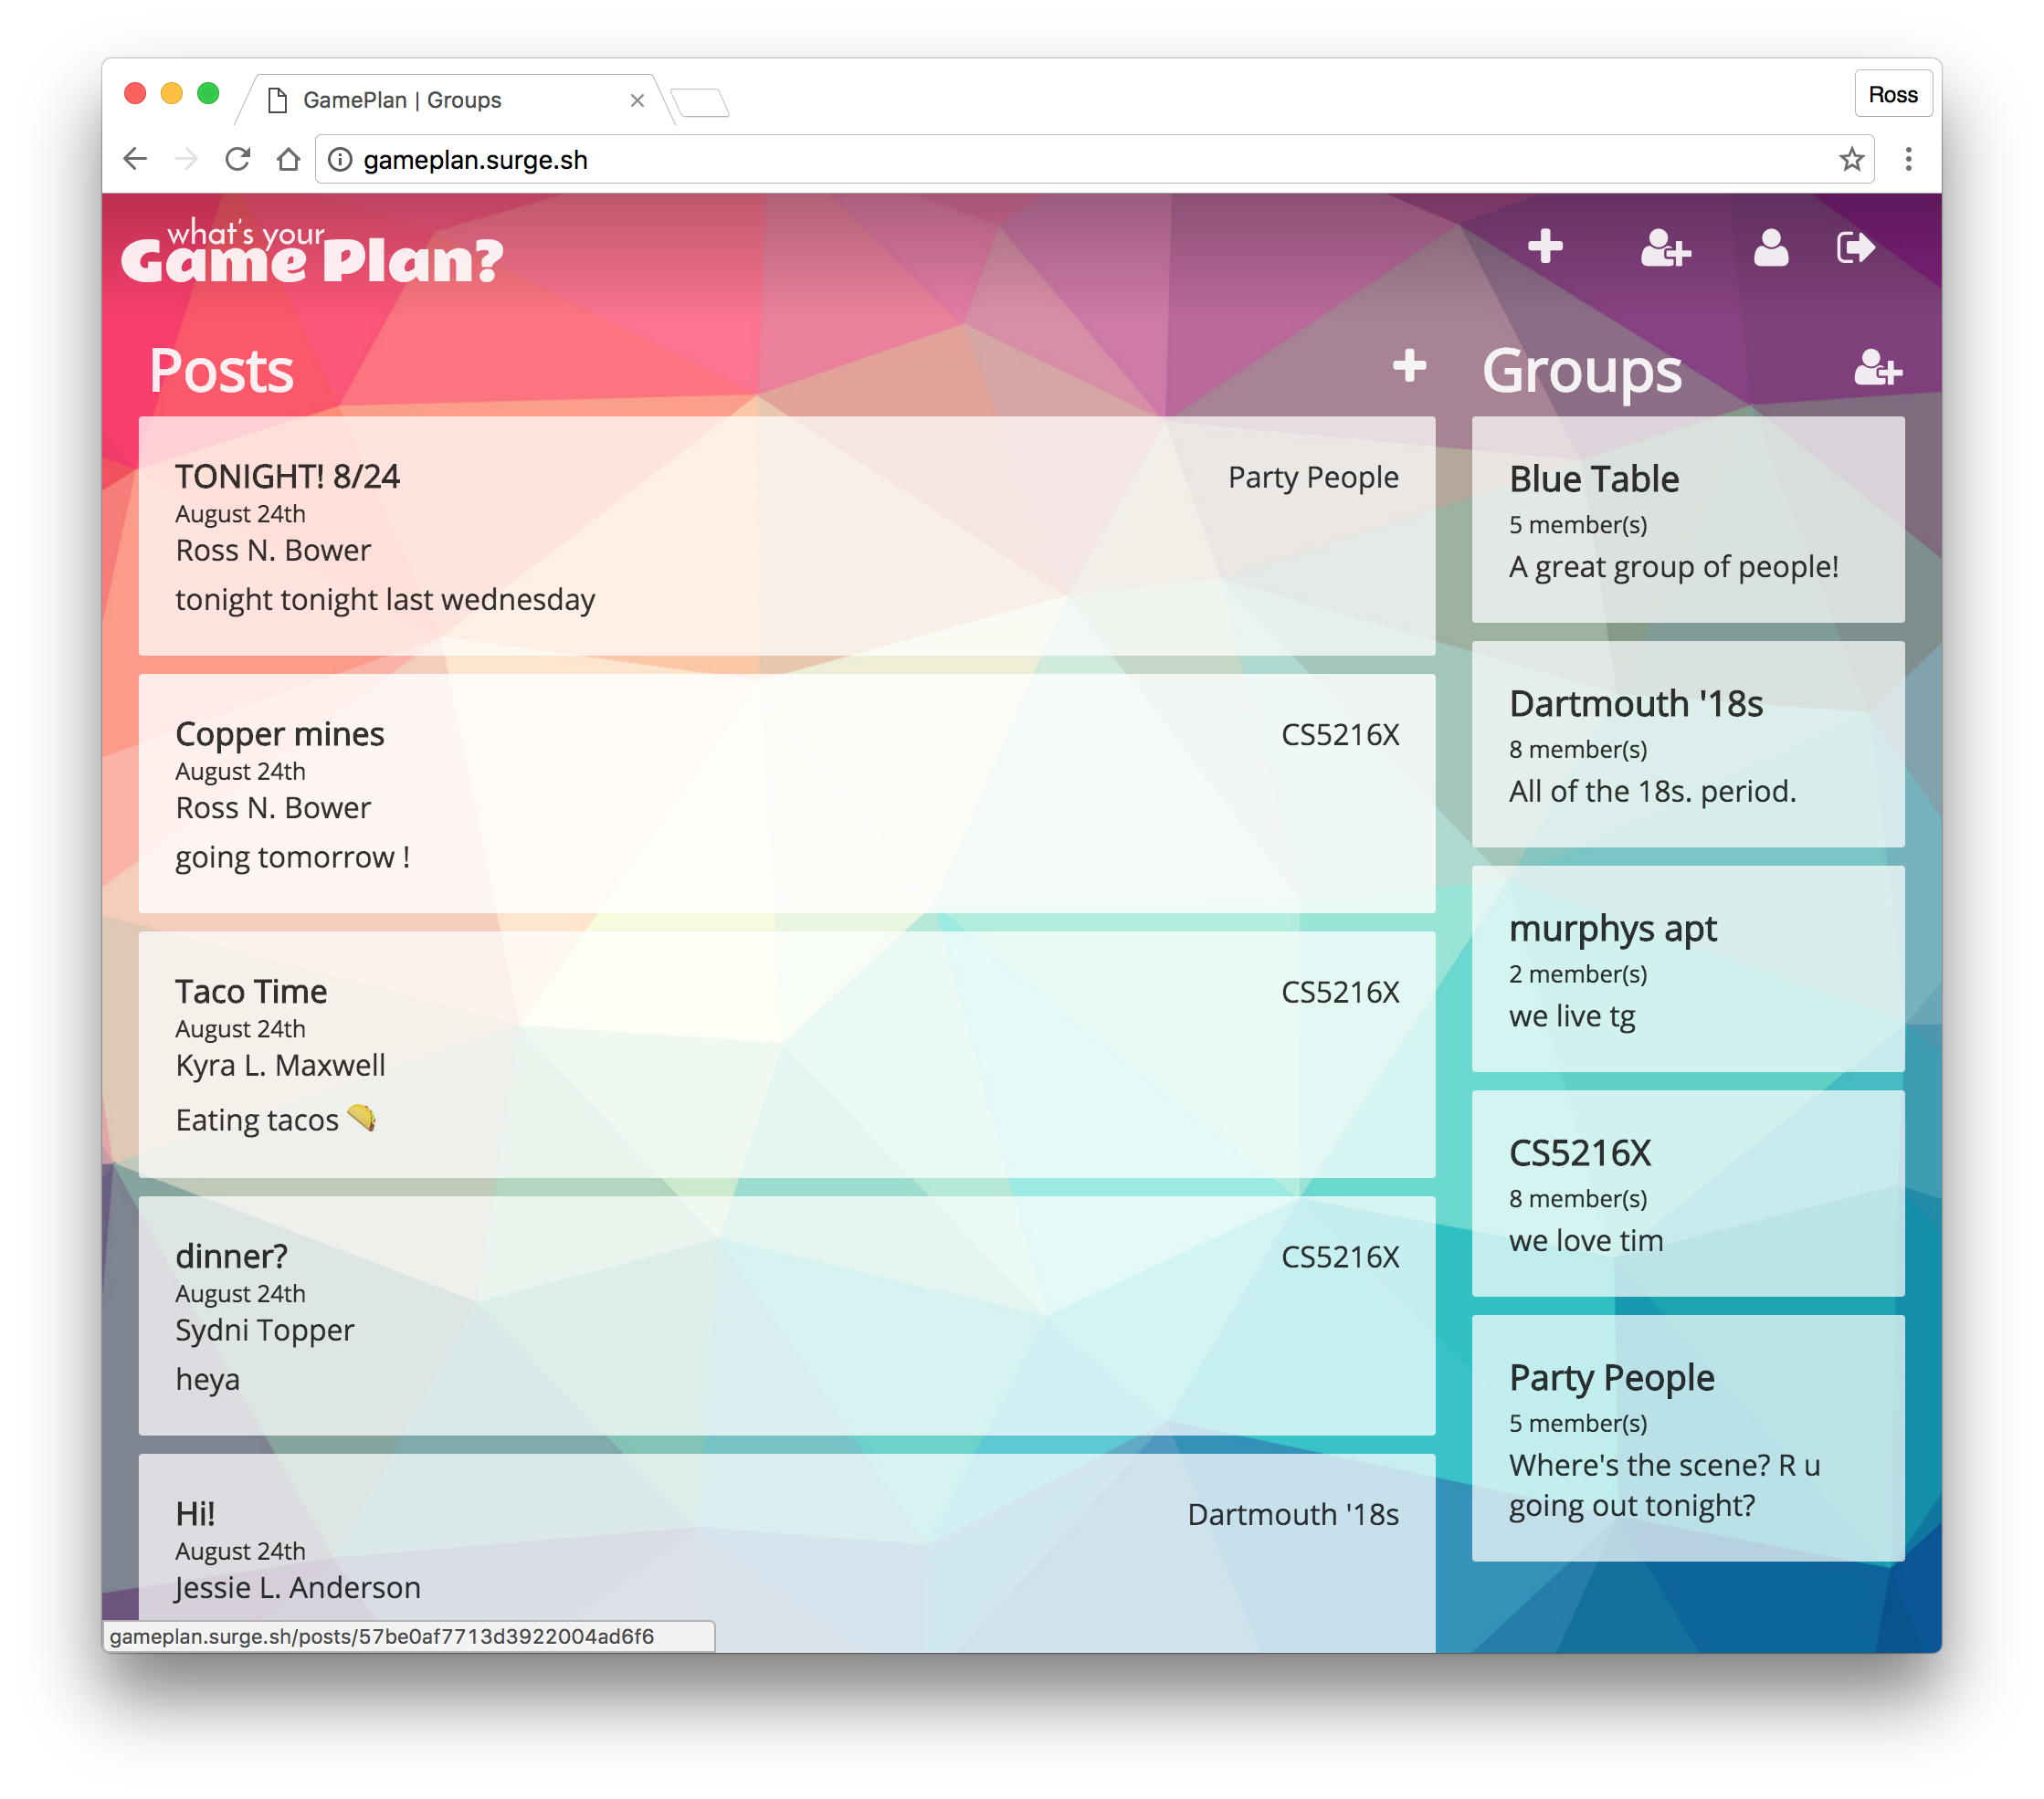 GamePlan | Groups
Ross
gameplan.surge.sh
what's your
Game Plan?
Posts
TONIGHT! 8/24
Party People
August 24th
Ross N. Bower
tonight tonight last wednesday
Copper mines
CS5216X
August 24th
Ross N. Bower
going tomorrow !
Taco Time
CS5216X
August 24th
Kyra L. Maxwell
Eating tacos 🌮
dinner?
CS5216X
August 24th
Sydni Topper
heya
Hi!
Dartmouth '18s
August 24th
Jessie L. Anderson
Groups
Blue Table
5 member(s)
A great group of people!
Dartmouth '18s
8 member(s)
All of the 18s. period.
murphys apt
2 member(s)
we live tg
CS5216X
8 member(s)
we love tim
Party People
5 member(s)
Where's the scene? R u
going out tonight?
gameplan.surge.sh/posts/57be0af7713d3922004ad6f6